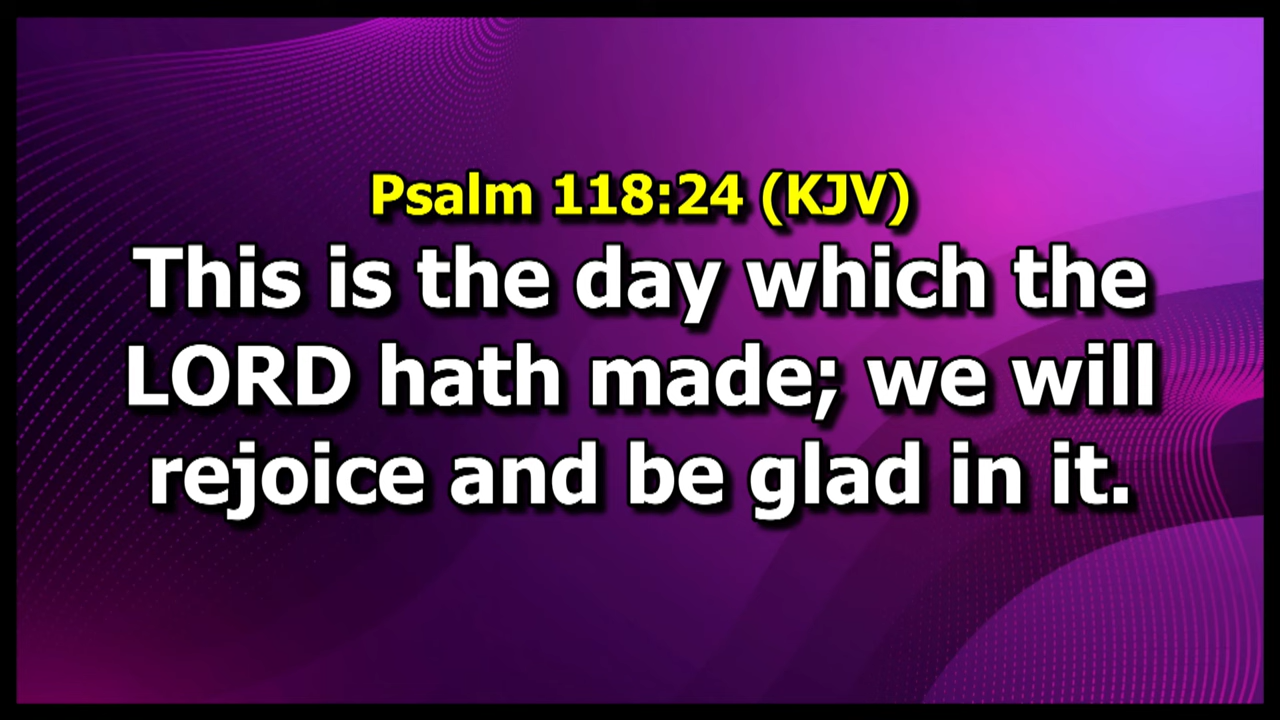 Psalm 118:24 (KJV)
This is the day which the
LORD hath made; we will
rejoice and be glad in it.